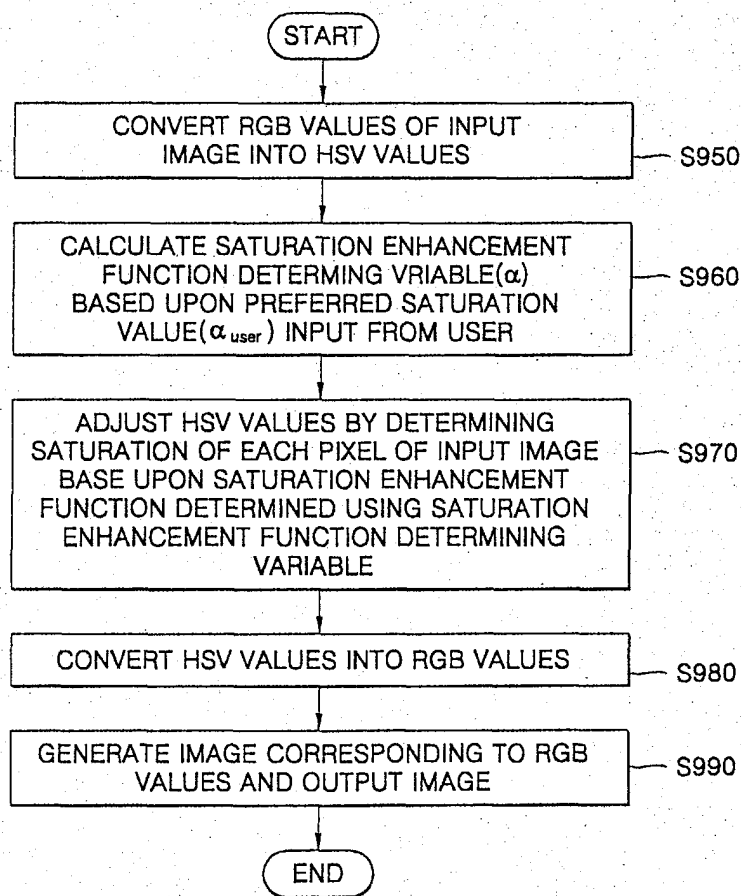 START
CONVERT RGB VALUES OF INPUT
IMAGE INTO HSV VALUES
S950
CALCULATE SATURATION ENHANCEMENT
FUNCTION DETERMING VRIABLE(α)
BASED UPON PREFERRED SATURATION
VALUE(α user) INPUT FROM USER
S960
ADJUST HSV VALUES BY DETERMINING
SATURATION OF EACH PIXEL OF INPUT IMAGE
BASE UPON SATURATION ENHANCEMENT
FUNCTION DETERMINED USING SATURATION
ENHANCEMENT FUNCTION DETERMINING
VARIABLE
S970
CONVERT HSV VALUES INTO RGB VALUES
S980
GENERATE IMAGE CORRESPONDING TO RGB
VALUES AND OUTPUT IMAGE
S990
END